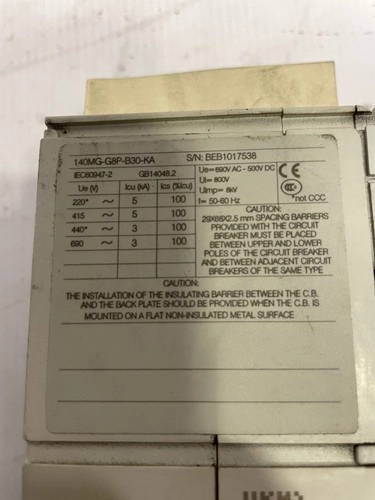 140MG-G8P-B30-KA S/N: BEB1017538
IEC60947-2 GB14048.2
Ue (V) Icu (kA) Ics (%Icu)
220* ~ 5 100
415 ~ 5 100
440* ~ 3 100
690 ~ 3 100
Ue=690V AC - 500V DC
Ui= 800V
Uimp= 8kV
f= 50-60 Hz
CE
CCC
*not CCC
CAUTION:
SPACING BARRIERS
PROVIDED WITH THE CIRCUIT
BREAKER MUST BE PLACED
BETWEEN UPPER AND LOWER
POLES OF THE CIRCUIT BREAKER
AND BETWEEN ADJACENT CIRCUIT
BREAKERS OF THE SAME TYPE
CAUTION:
THE INSTALLATION OF THE INSULATING BARRIER BETWEEN THE C.B.
AND THE BACK PLATE SHOULD BE PROVIDED WHEN THE C.B. IS
MOUNTED ON A FLAT NON-INSULATED METAL SURFACE